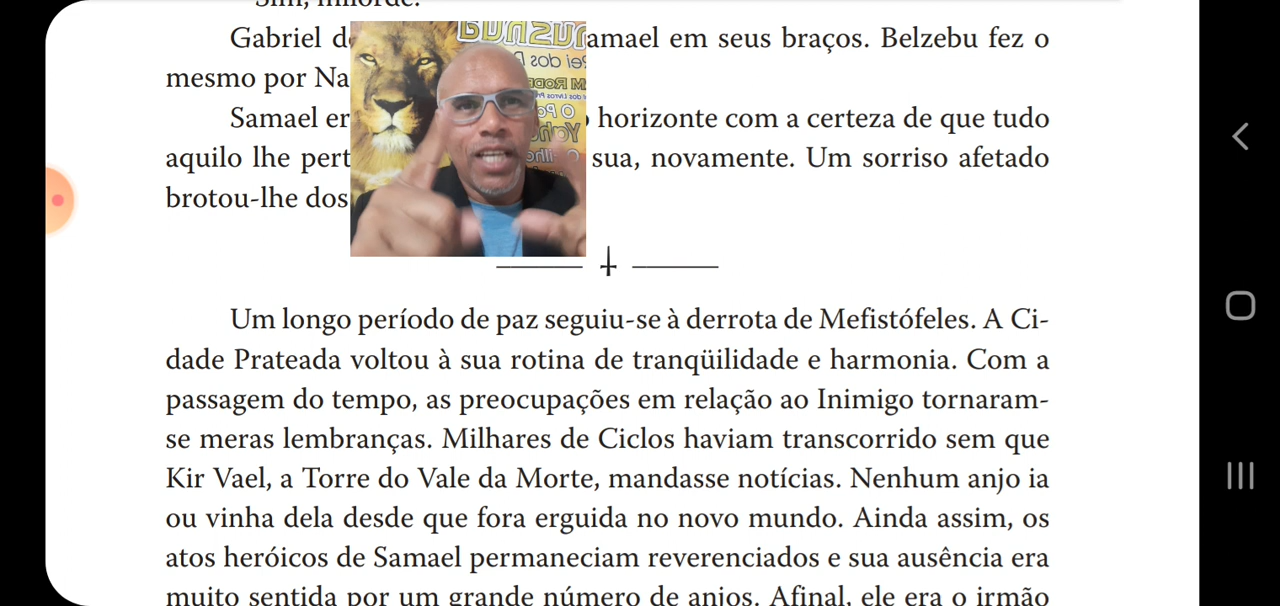 Sim, milorde.
Gabriel d amael em seus braços. Belzebu fez o
mesmo por Na
Samael er horizonte com a certeza de que tudo
aquilo lhe pert sua, novamente. Um sorriso afetado
brotou-lhe dos
Um longo período de paz seguiu-se à derrota de Mefistófeles. A Ci-
dade Prateada voltou à sua rotina de tranqüilidade e harmonia. Com a
passagem do tempo, as preocupações em relação ao Inimigo tornaram-
se meras lembranças. Milhares de Ciclos haviam transcorrido sem que
Kir Vael, a Torre do Vale da Morte, mandasse notícias. Nenhum anjo ia
ou vinha dela desde que fora erguida no novo mundo. Ainda assim, os
atos heróicos de Samael permaneciam reverenciados e sua ausência era
muito sentida por um grande número de anjos. Afinal, ele era o irmão